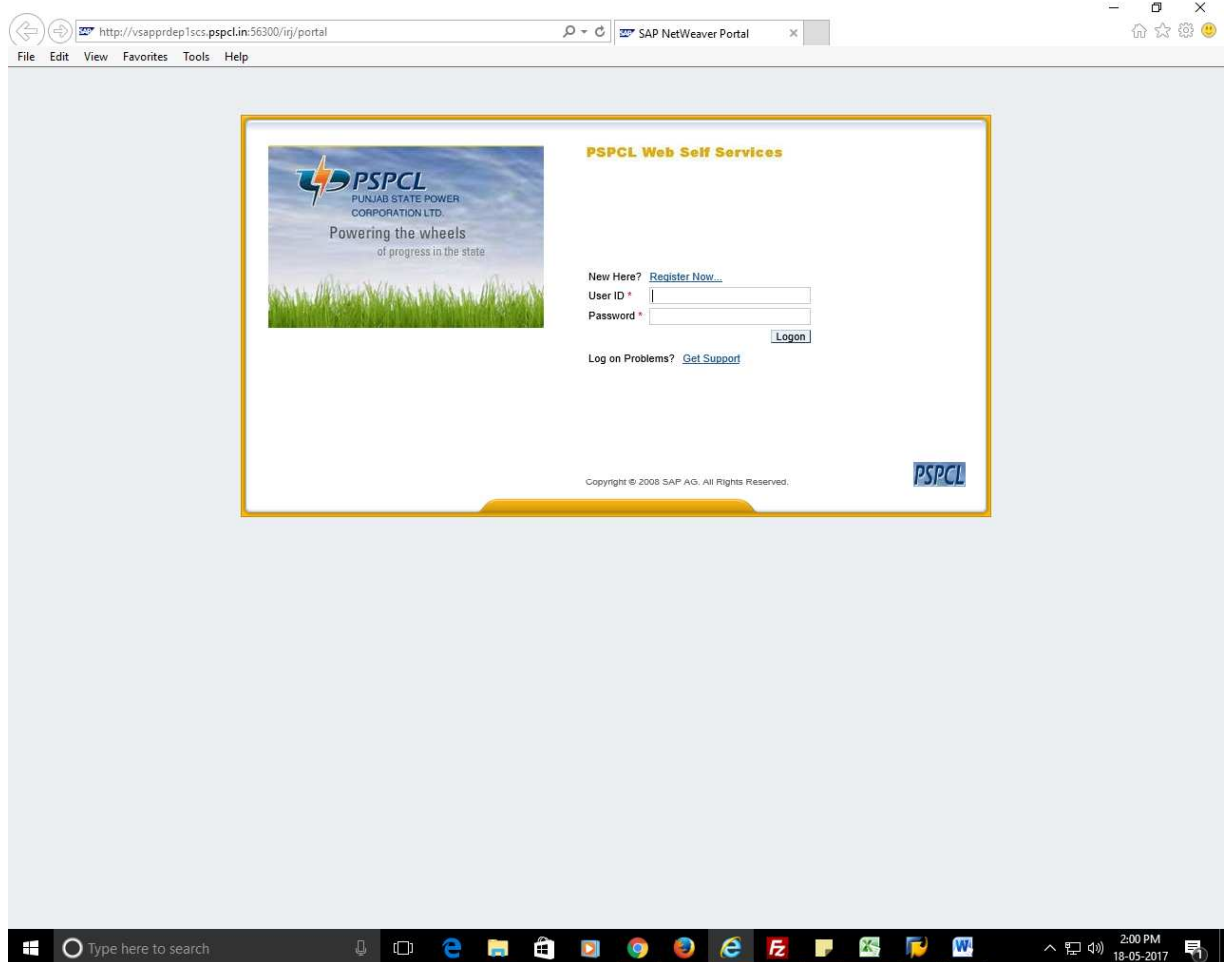 http://vsapprdep1scs.pspcl.in:56300/irj/portal
SAP NetWeaver Portal
File Edit View Favorites Tools Help
PSPCL
PUNJAB STATE POWER
CORPORATION LTD.
Powering the wheels
of progress in the state
PSPCL Web Self Services
New Here? Register Now...
User ID *
Password *
Logon
Log on Problems? Get Support
Copyright © 2008 SAP AG. All Rights Reserved.
PSPCL
Type here to search
2:00 PM
18-05-2017